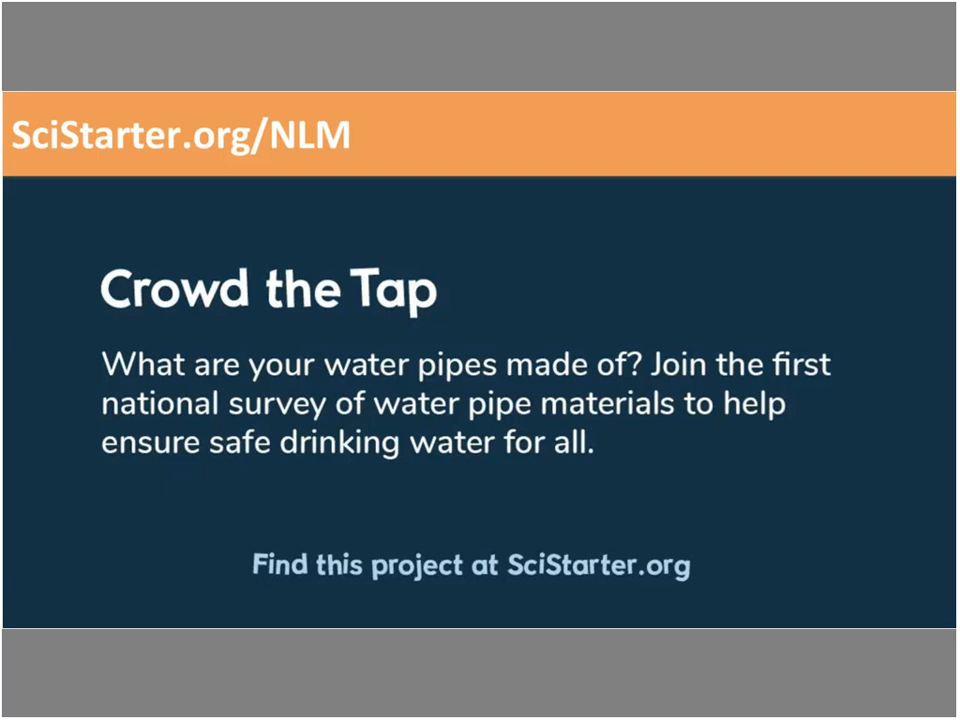 SciStarter.org/NLM
Crowd the Tap
What are your water pipes made of? Join the first
national survey of water pipe materials to help
ensure safe drinking water for all.
Find this project at SciStarter.org